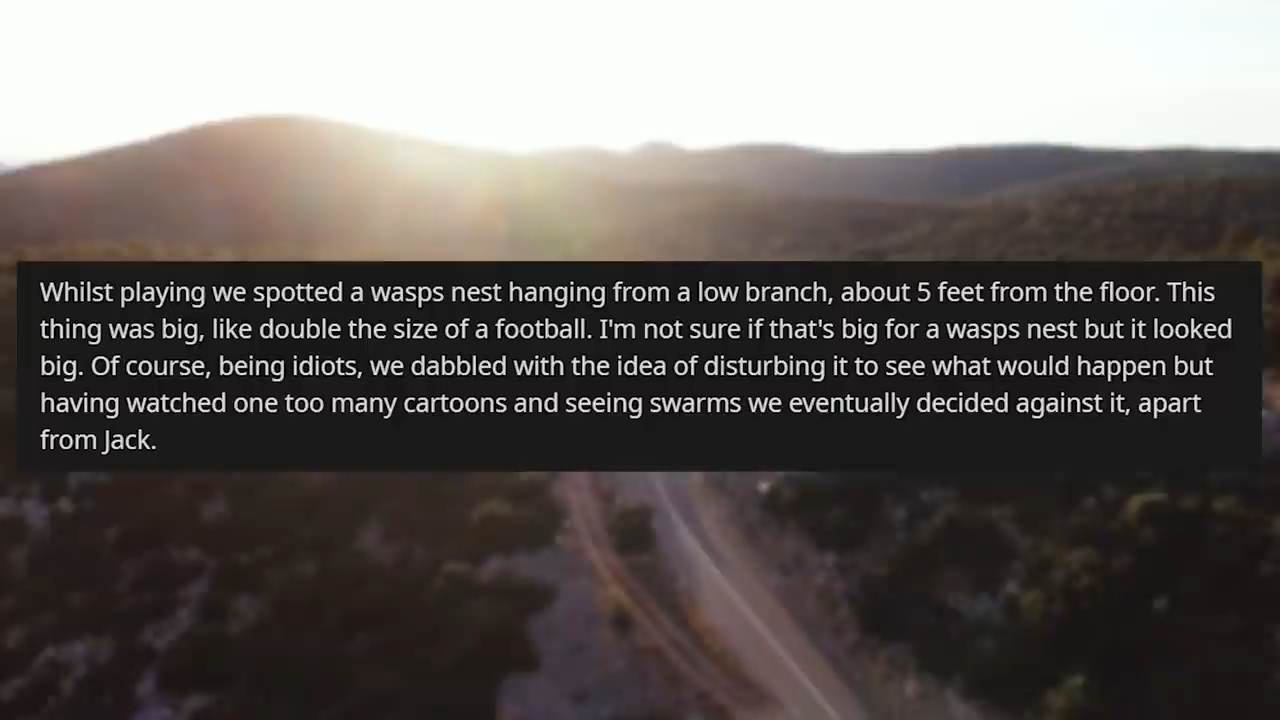 Whilst playing we spotted a wasps nest hanging from a low branch, about 5 feet from the floor. This
thing was big, like double the size of a football. I'm not sure if that's big for a wasps nest but it looked
big. Of course, being idiots, we dabbled with the idea of disturbing it to see what would happen but
having watched one too many cartoons and seeing swarms we eventually decided against it, apart
from Jack.